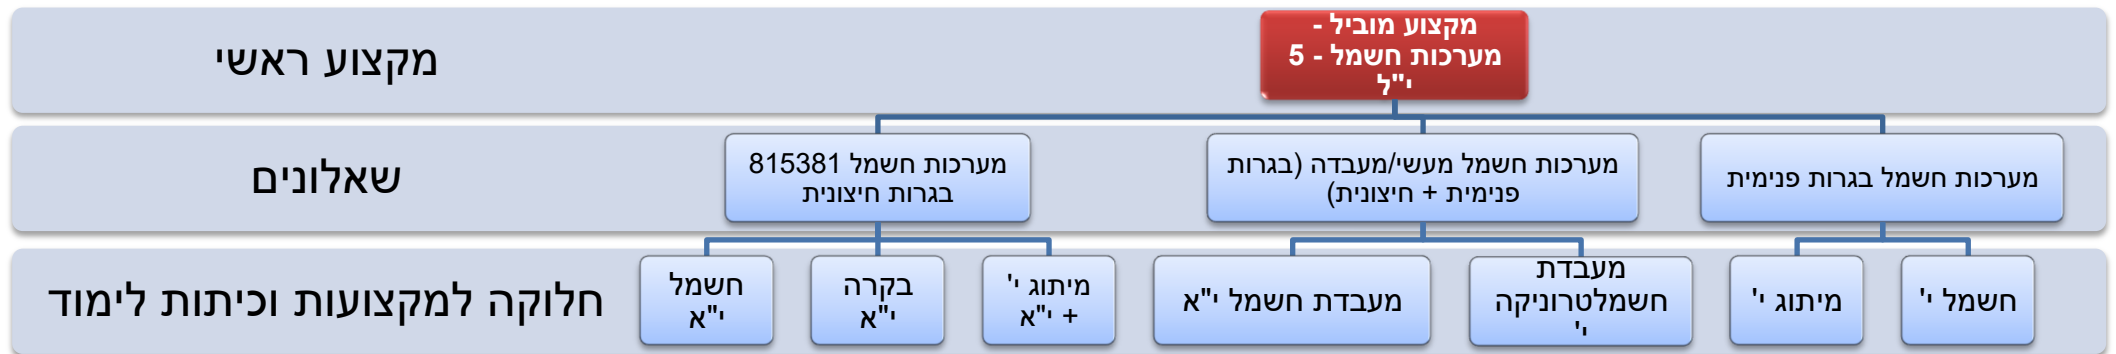 מקצוע ראשי
מקצוע מוביל -
מערכות חשמל - 5
י"ל
שאלונים
מערכות חשמל בגרות פנימית
מערכות חשמל מעשי/מעבדה (בגרות
פנימית + חיצונית)
מערכות חשמל 815381
בגרות חיצונית
חלוקה למקצועות וכיתות לימוד
חשמל י'
מיתוג י'
מעבדת
חשמלטרוניקה
י'
מעבדת חשמל י"א
מיתוג י'
+ י"א
בקרה
י"א
חשמל
י"א